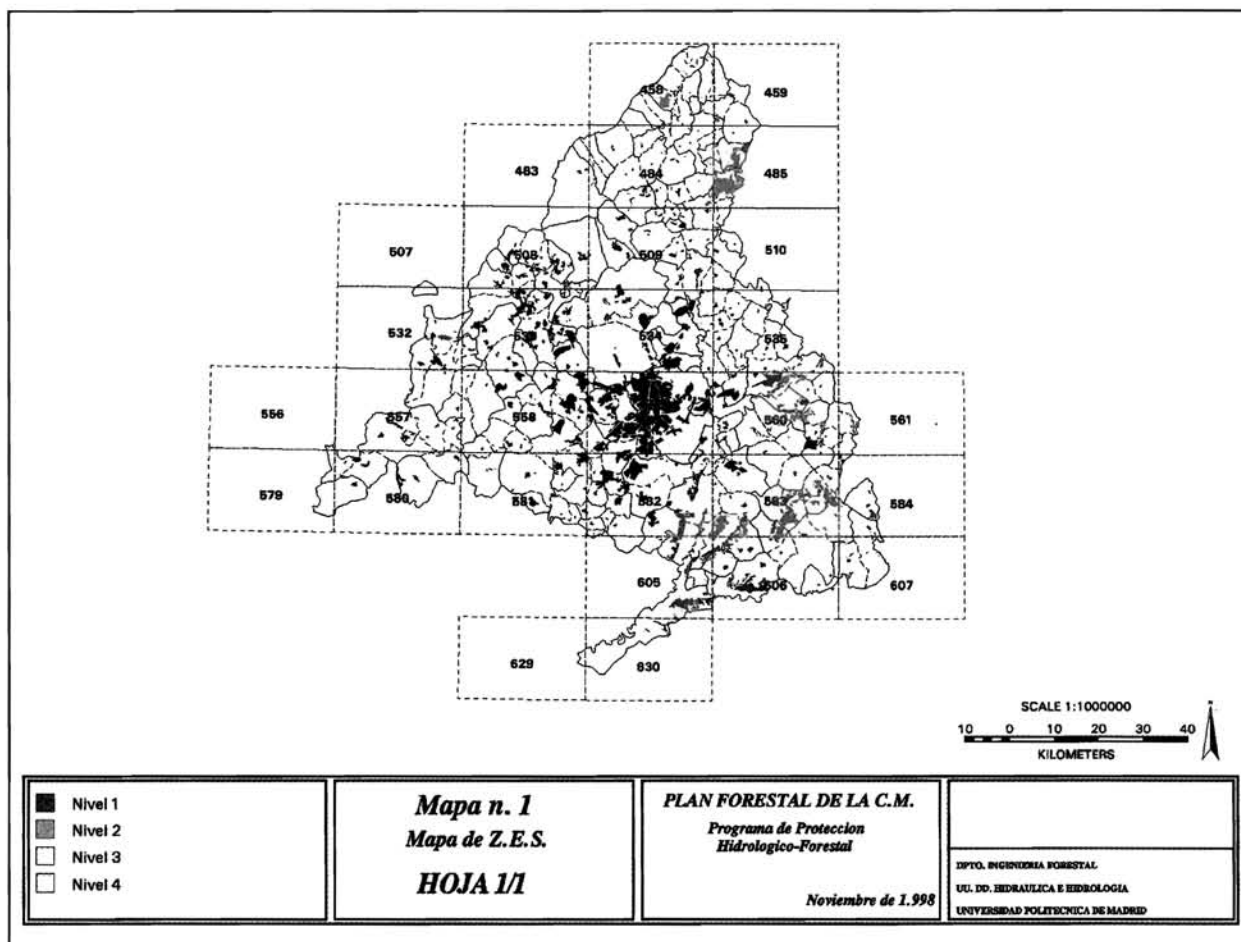 458
459
483
484
485
507
508
509
510
532
534
535
556
557
558
560
561
579
580
581
582
583
584
605
606
607
629
630
SCALE 1:1000000
10 0 10 20 30 40
KILOMETERS
N
Nivel 1
Nivel 2
Nivel 3
Nivel 4
Mapa n. 1
Mapa de Z.E.S.
HOJA 1/1
PLAN FORESTAL DE LA C.M.
Programa de Proteccion
Hidrologico-Forestal
Noviembre de 1.998
DPTO. INGENIERIA FORESTAL
UU. DD. HIDRAULICA E HIDROLOGIA
UNIVERSIDAD POLITECNICA DE MADRID